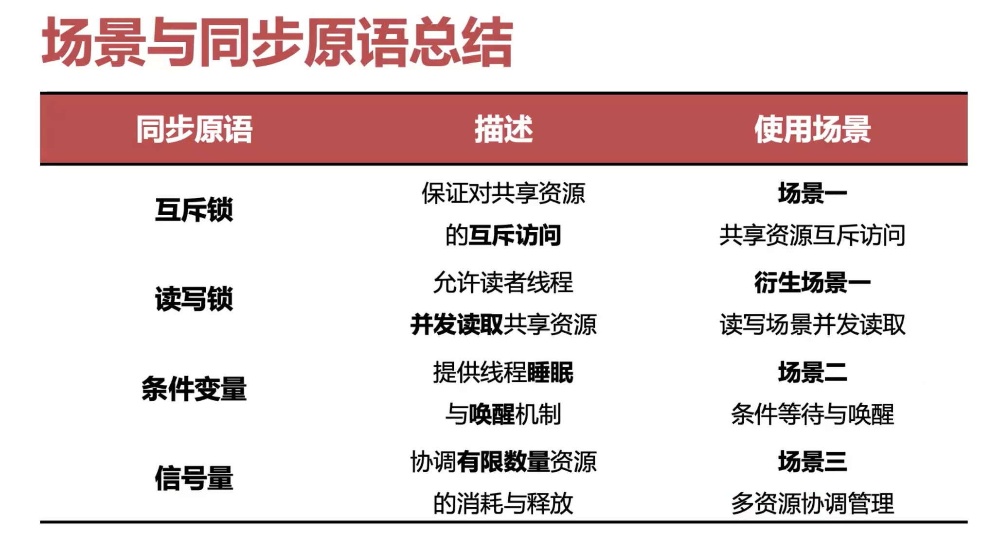 场景与同步原语总结
同步原语 描述 使用场景
互斥锁
保证对共享资源
的互斥访问
场景一
共享资源互斥访问
读写锁
允许读者线程
并发读取共享资源
衍生场景一
读写场景并发读取
条件变量
提供线程睡眠
与唤醒机制
场景二
条件等待与唤醒
信号量
协调有限数量资源
的消耗与释放
场景三
多资源协调管理